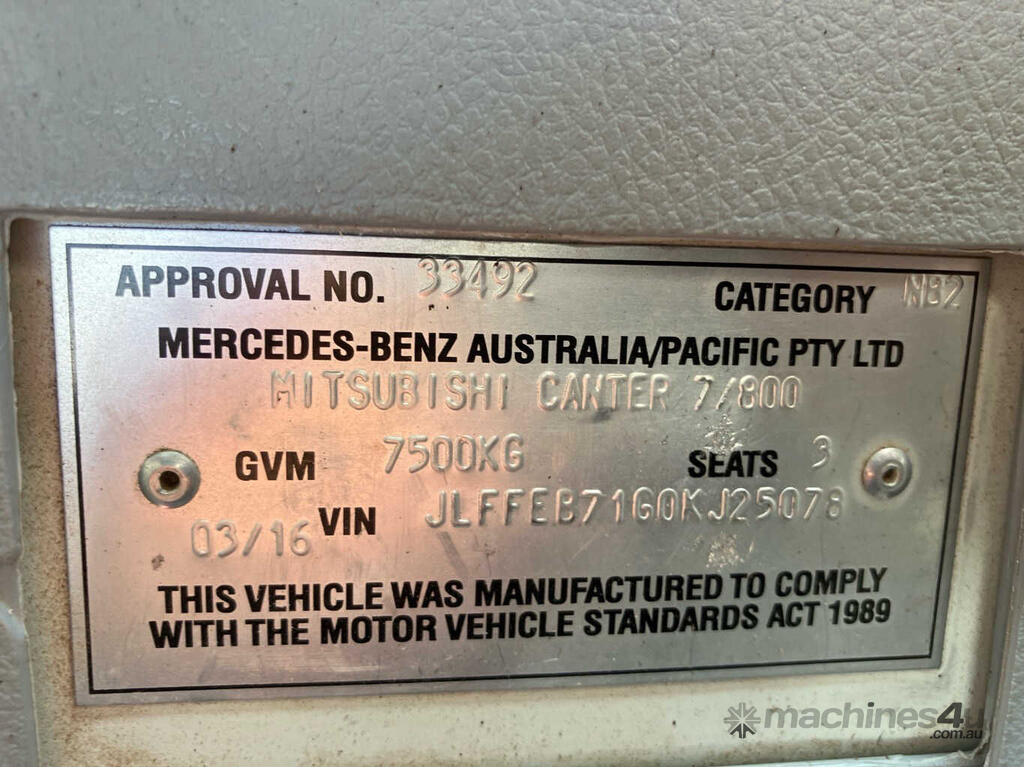 APPROVAL NO. 33492 CATEGORY NB2
MERCEDES-BENZ AUSTRALIA/PACIFIC PTY LTD
MITSUBISHI CANTER 7/800
GVM 7500KG SEATS 3
03/16 VIN JLFFEB71G0KJ25078
THIS VEHICLE WAS MANUFACTURED TO COMPLY
WITH THE MOTOR VEHICLE STANDARDS ACT 1989
machines4u
.com.au